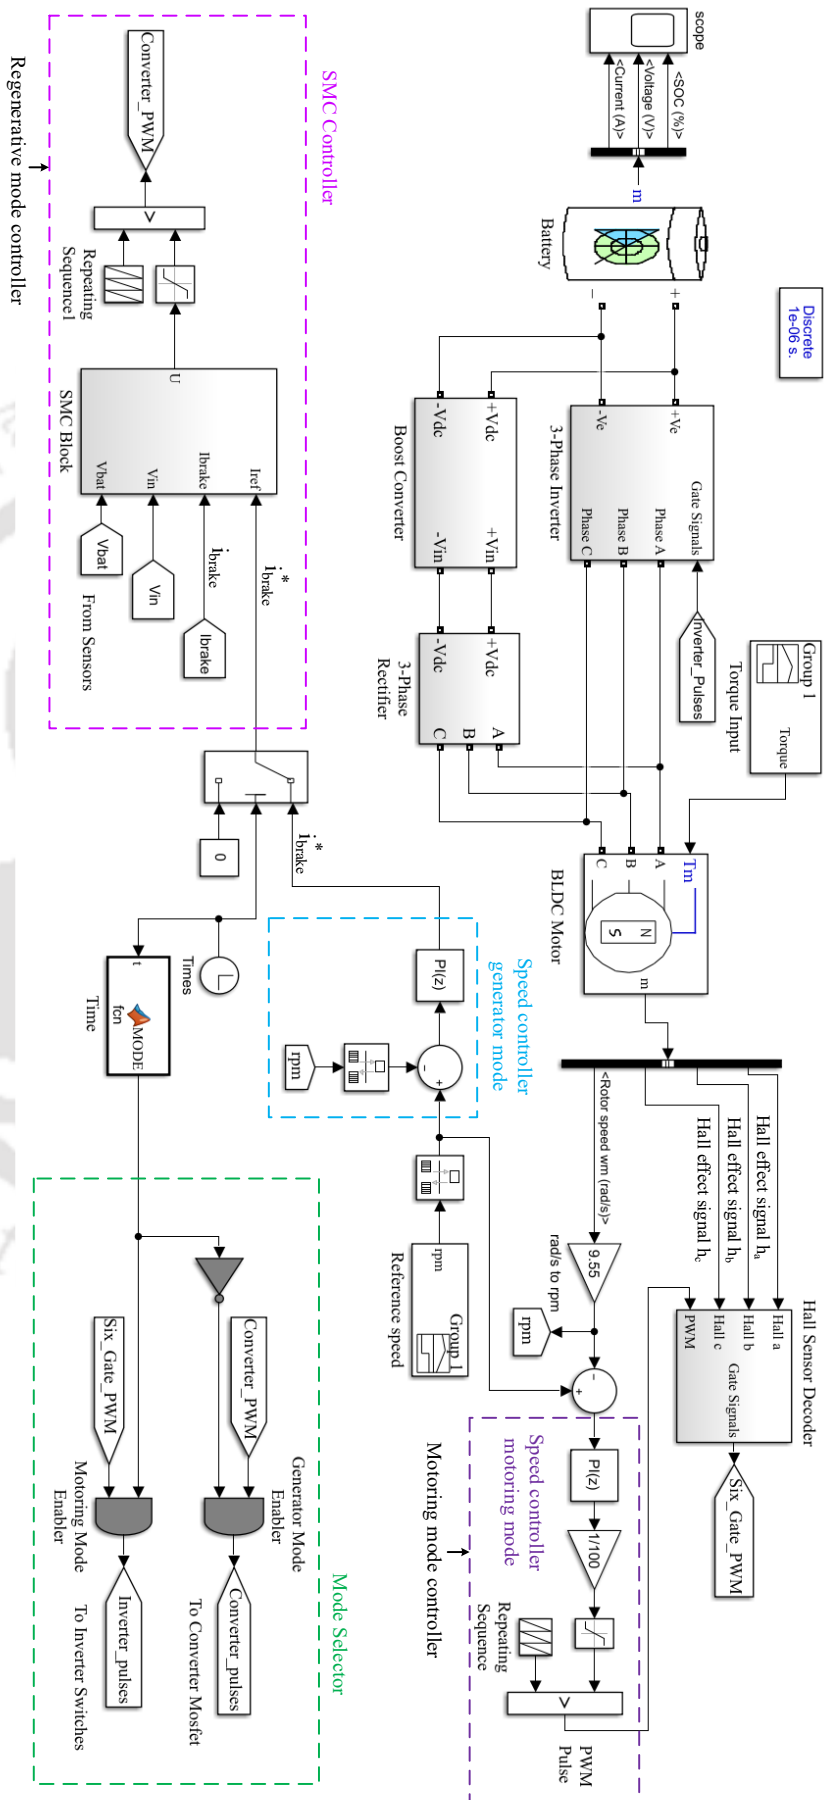 Discrete
1e-06 s.
scope
<SOC (%)>
<Voltage (V)>
<Current (A)>
m
Battery
+
−
+Ve
-Ve
Gate Signals
Phase A
Phase B
Phase C
3-Phase Inverter
Inverter_Pulses
Group 1
Torque
Torque Input
Tm
A
B
C
N
S
m
BLDC Motor
+Vdc
-Vdc
+Vin
-Vin
Boost Converter
+Vdc
-Vdc
A
B
C
3-Phase
Rectifier
Hall effect signal ha
Hall effect signal hb
Hall effect signal hc
<Rotor speed wm (rad/s)>
Hall Sensor Decoder
Hall a
Hall b
Hall c
PWM
Gate Signals
Six_Gate_PWM
9.55
rad/s to rpm
rpm
−
+
Speed controller
motoring mode
PI(z)
1/100
Repeating
Sequence
>
PWM
Pulse
Motoring mode controller
Speed controller
generator mode
PI(z)
+
-
rpm
rpm
Group 1
Reference speed
SMC Controller
Converter_PWM
>
Repeating
Sequence1
U
Iref
Ibrake
Vin
Vbat
SMC Block
i*brake
ibrake
Ibrake
Vin
Vbat
From Sensors
Regenerative mode controller
i*brake
0
Times
t
MODE
fcn
Time
Mode Selector
Converter_PWM
Generator Mode
Enabler
Converter_pulses
To Converter Mosfet
Six_Gate_PWM
Motoring Mode
Enabler
Inverter_pulses
To Inverter Switches